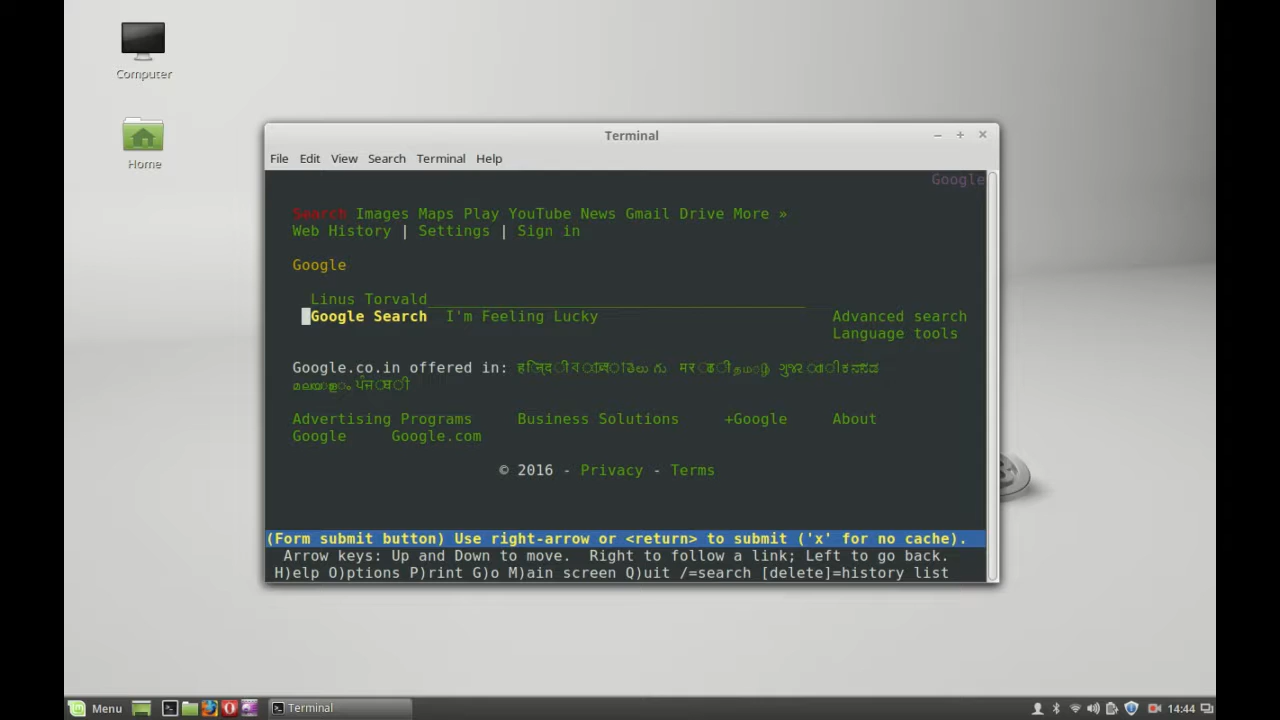 Computer
Home
Terminal
File Edit View Search Terminal Help
Google
Search Images Maps Play YouTube News Gmail Drive More »
Web History | Settings | Sign in
Google
Linus Torvald
Google Search I'm Feeling Lucky Advanced search
Language tools
Google.co.in offered in:
Advertising Programs Business Solutions +Google About
Google Google.com
© 2016 - Privacy - Terms
(Form submit button) Use right-arrow or <return> to submit ('x' for no cache).
Arrow keys: Up and Down to move. Right to follow a link; Left to go back.
H)elp O)ptions P)rint G)o M)ain screen Q)uit /=search [delete]=history list
Menu Terminal 14:44